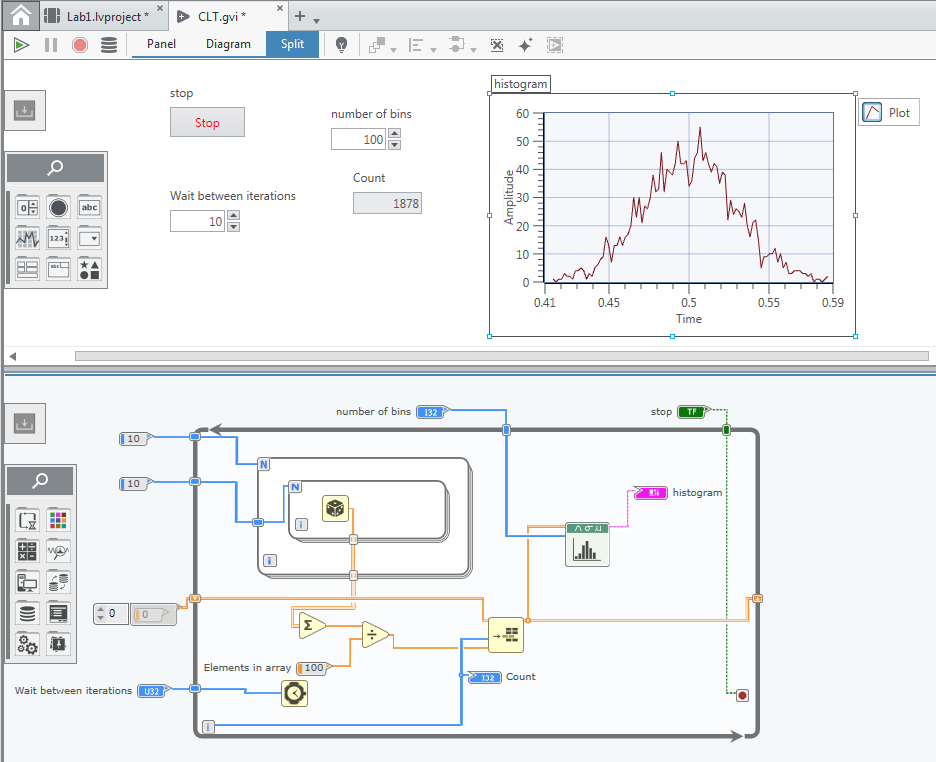 Lab1.lvproject *
CLT.gvi *
Panel
Diagram
Split
stop
Stop
number of bins
100
Count
1878
Wait between iterations
10
histogram
Plot
60
50
40
30
20
10
0
Amplitude
0.41
0.45
0.5
0.55
0.59
Time
abc
123
abc
number of bins
I32
stop
TF
10
N
10
N
i
i
histogram
Σ
÷
0
0
Elements in array
100
I32
Count
Wait between iterations
U32
i